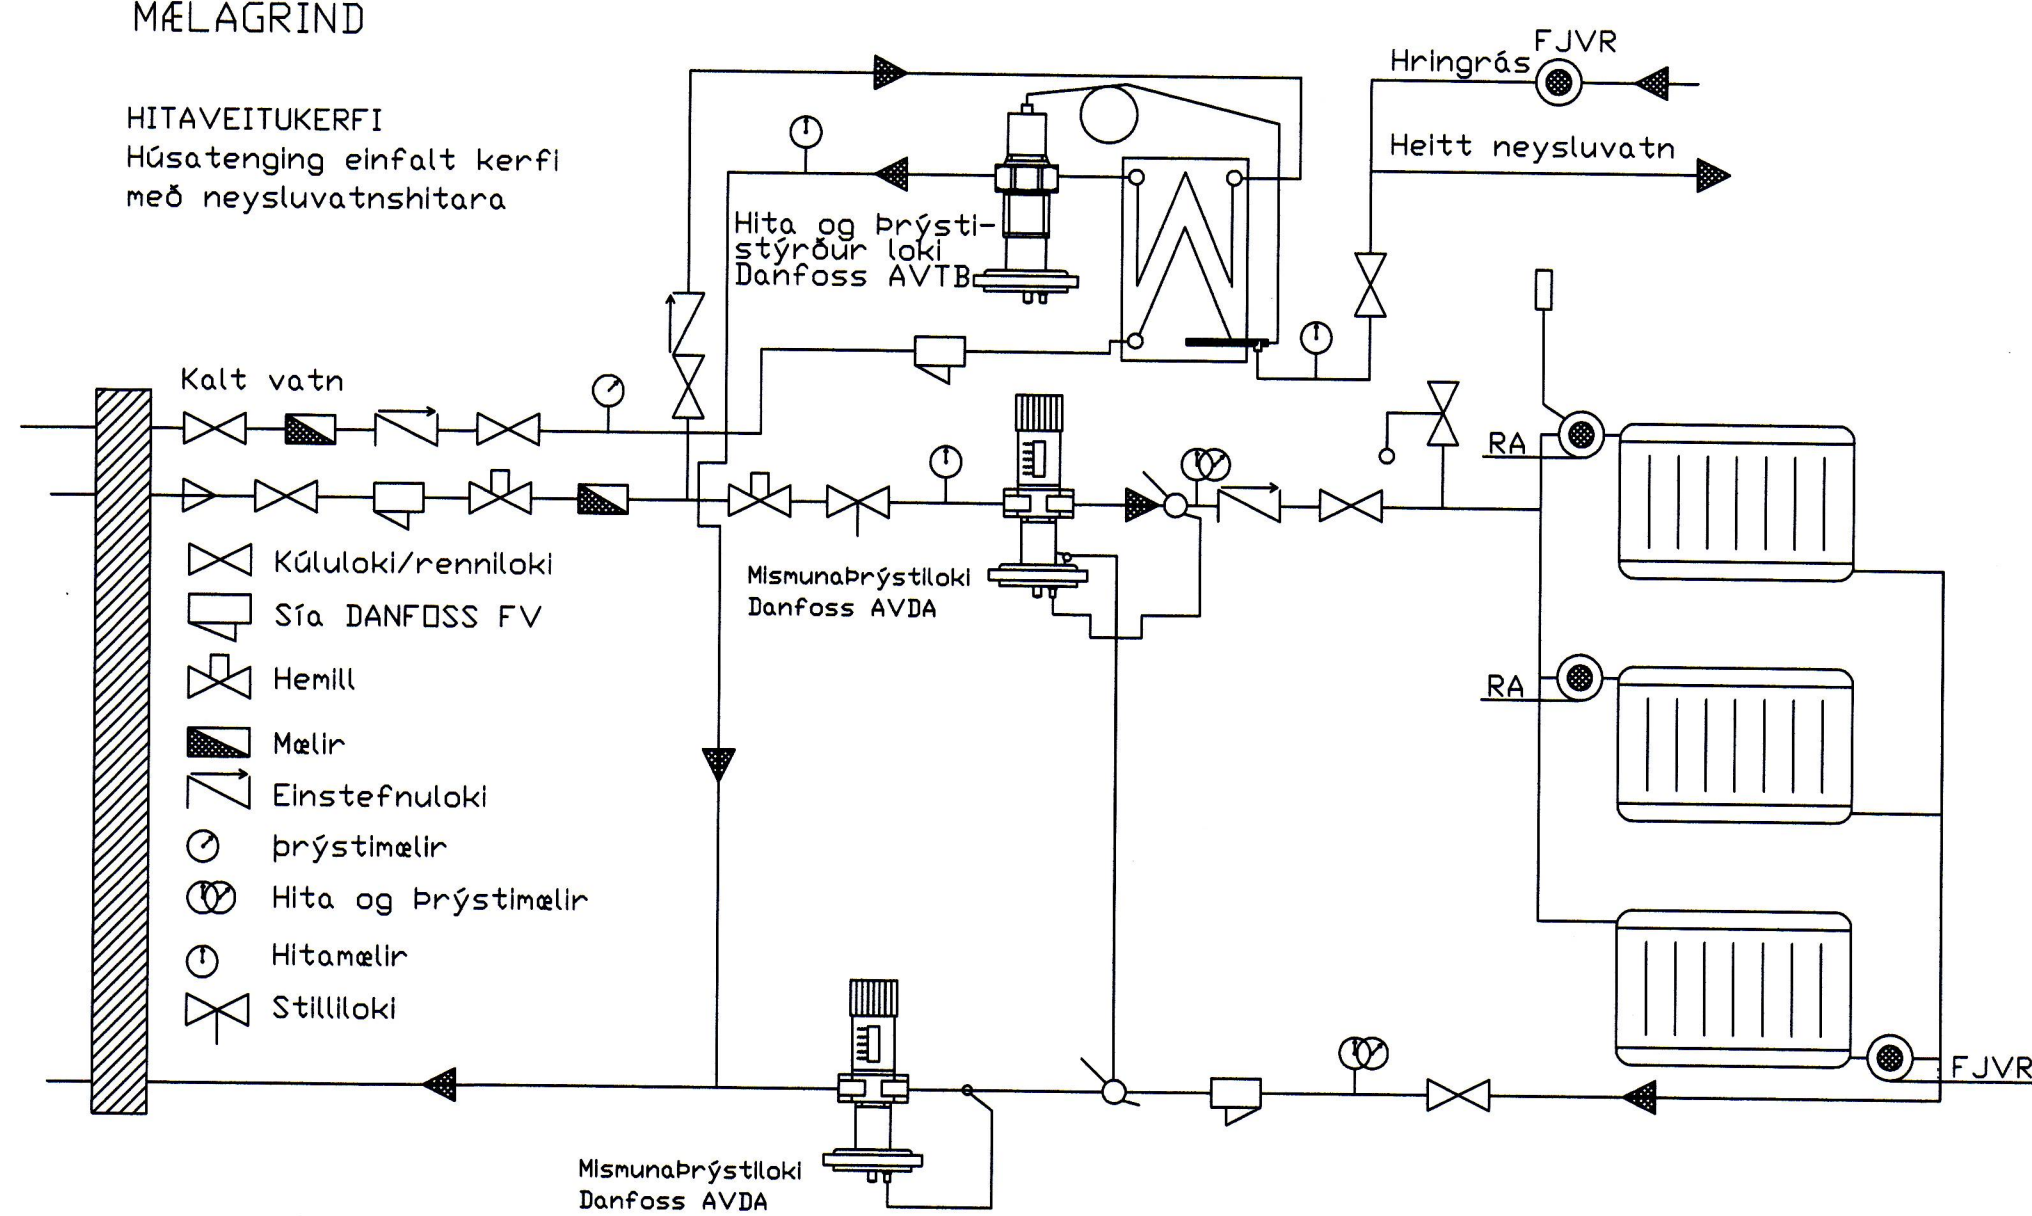 MÆLAGRIND
HITAVEITUKERFI
Húsatenging einfalt kerfi
með neysluvatnshitara
FJVR
Hringrás
Heitt neysluvatn
Hita og Þrýsti-
stýrður loki
Danfoss AVTB
Kalt vatn
RA
Kúluloki/renniloki
Mismunaþrýstiloki
Danfoss AVDA
Sía DANFOSS FV
Hemill
RA
Mælir
Einstefnuloki
þrýstimælir
Hita og Þrýstimælir
Hitamælir
Stilliloki
FJVR
Mismunaþrýstiloki
Danfoss AVDA